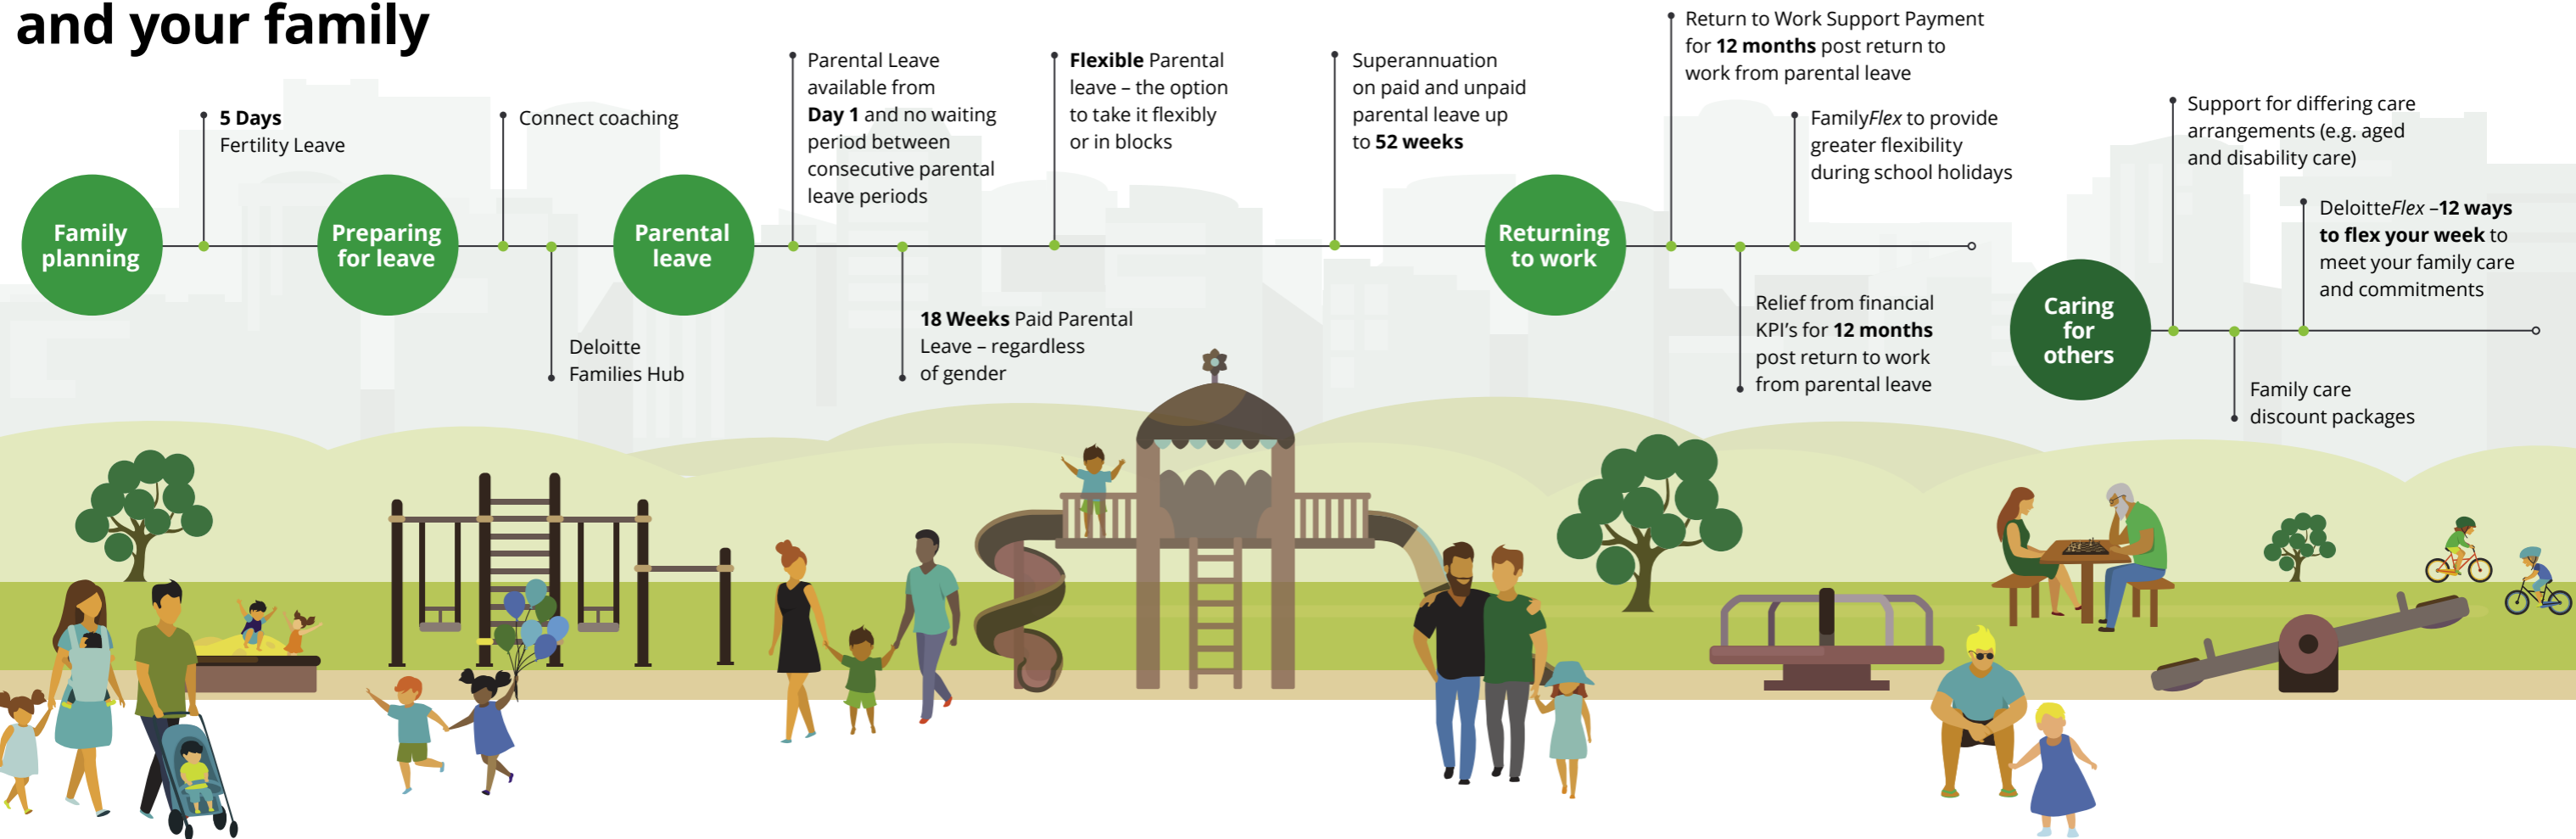 and your family
Family
planning
5 Days
Fertility Leave
Preparing
for leave
Connect coaching
Deloitte
Families Hub
Parental
leave
Parental Leave
available from
Day 1 and no waiting
period between
consecutive parental
leave periods
18 Weeks Paid Parental
Leave – regardless
of gender
Flexible Parental
leave – the option
to take it flexibly
or in blocks
Superannuation
on paid and unpaid
parental leave up
to 52 weeks
Returning
to work
Return to Work Support Payment
for 12 months post return to
work from parental leave
Relief from financial
KPI’s for 12 months
post return to work
from parental leave
FamilyFlex to provide
greater flexibility
during school holidays
Caring
for
others
Support for differing care
arrangements (e.g. aged
and disability care)
Family care
discount packages
DeloitteFlex –12 ways
to flex your week to
meet your family care
and commitments